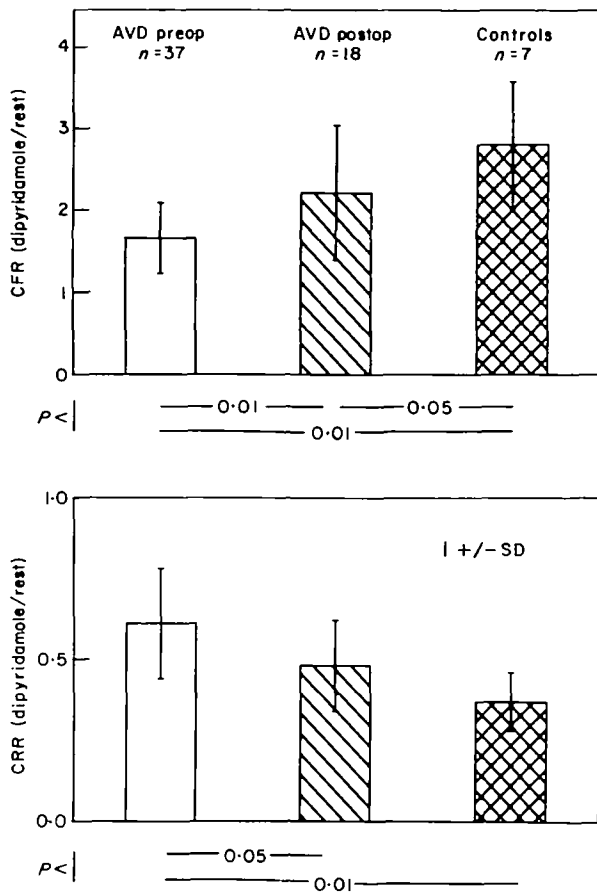 AVD preop AVD postop Controls
n=37 n=18 n=7
4
3
2
1
0
CFR (dipyridamole/rest)
P< 0·01 0·05
0·01
1·0
0·5
0·0
CRR (dipyridamole/rest)
I +/- SD
P< 0·05
0·01